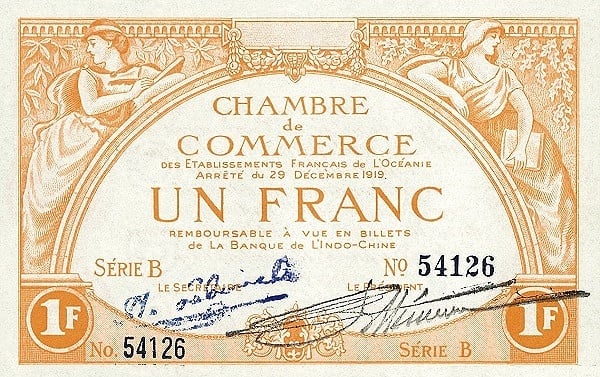 CHAMBRE
de
COMMERCE
DES ETABLISSEMENTS FRANÇAIS DE L'OCÉANIE
ARRÊTÉ DU 29 DÉCEMBRE 1919.
UN FRANC
REMBOURSABLE À VUE EN BILLETS
DE LA BANQUE DE L'INDO-CHINE
SÉRIE B No 54126
LE SECRÉTAIRE LE PRÉSIDENT
1F 1F
No. 54126 SÉRIE B